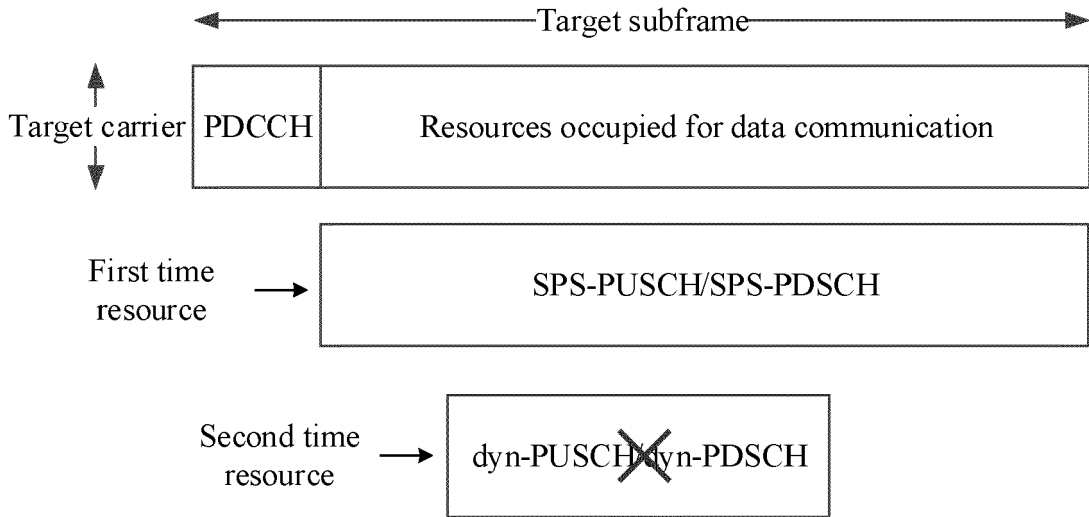 Target subframe
Target carrier
PDCCH
Resources occupied for data communication
First time
resource
SPS-PUSCH/SPS-PDSCH
Second time
resource
dyn-PUSCH/dyn-PDSCH